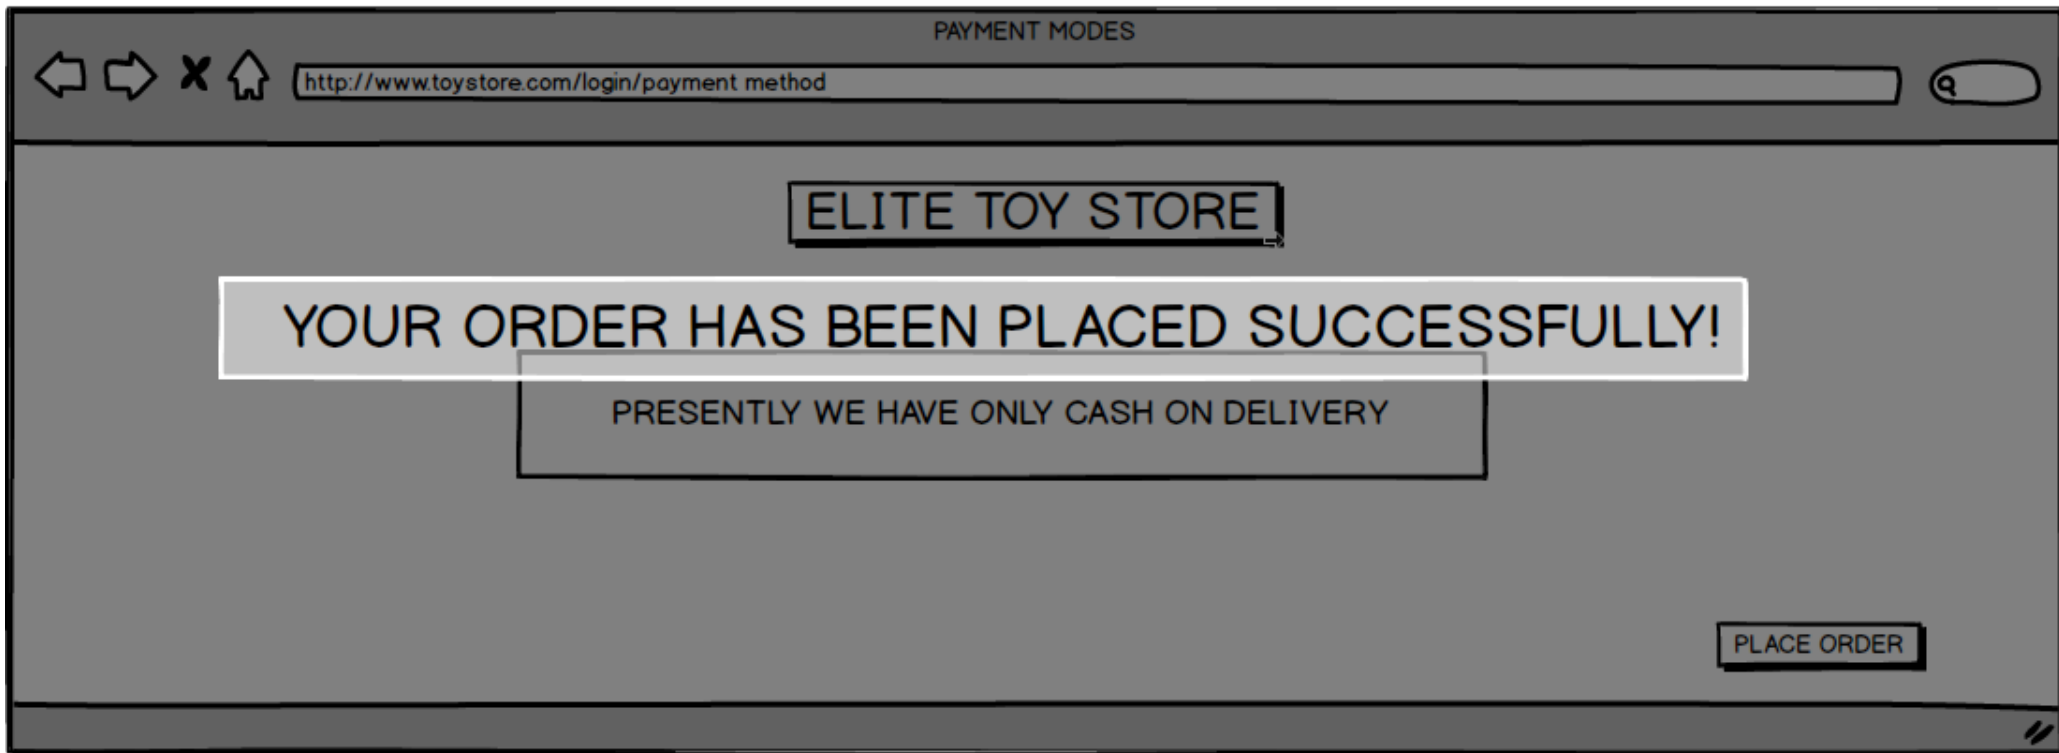 PAYMENT MODES
http://www.toystore.com/login/payment method
ELITE TOY STORE
YOUR ORDER HAS BEEN PLACED SUCCESSFULLY!
PRESENTLY WE HAVE ONLY CASH ON DELIVERY
PLACE ORDER